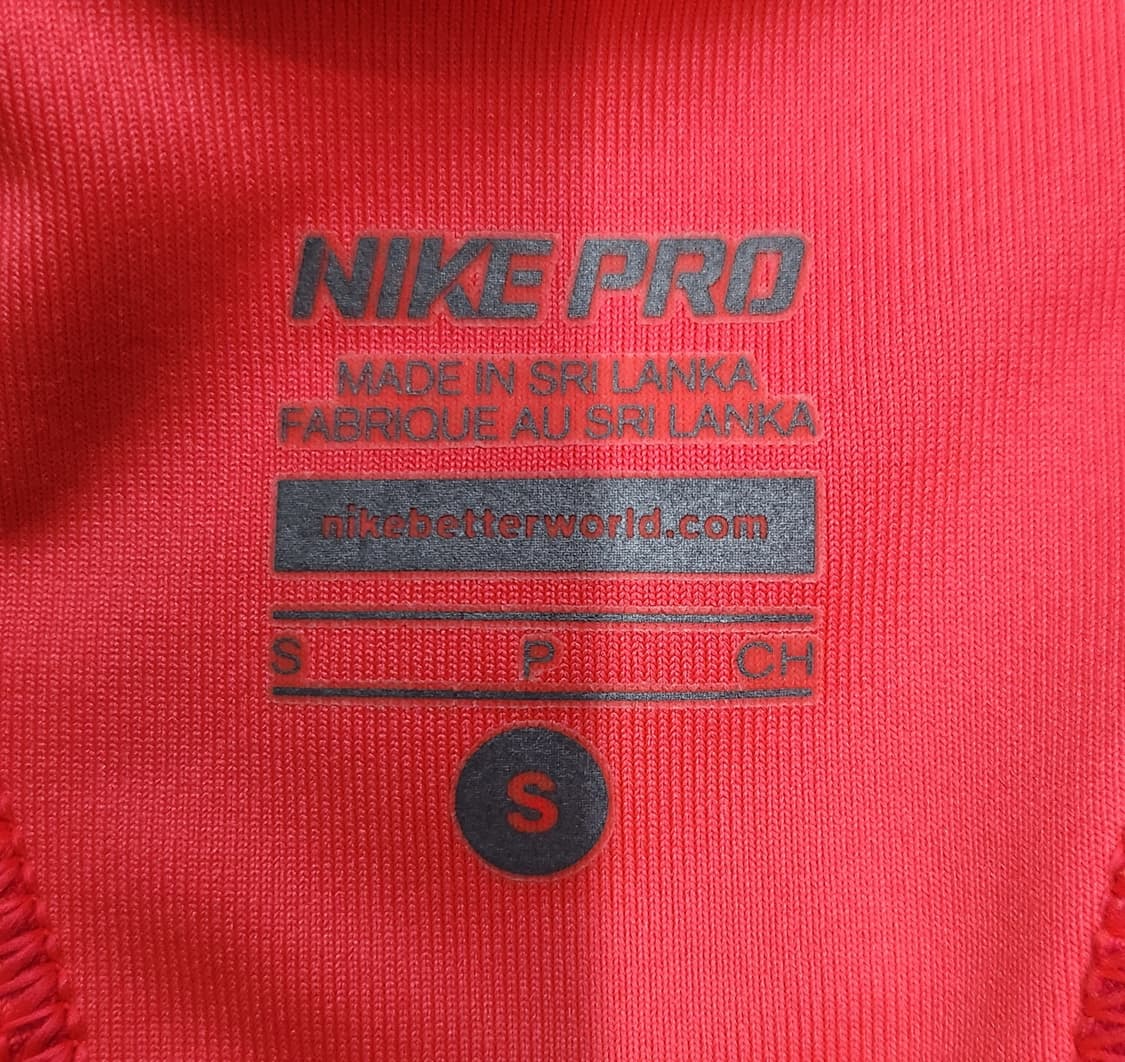 NIKE PRO
MADE IN SRI LANKA
FABRIQUE AU SRI LANKA
nikebetterworld.com
S P CH
S